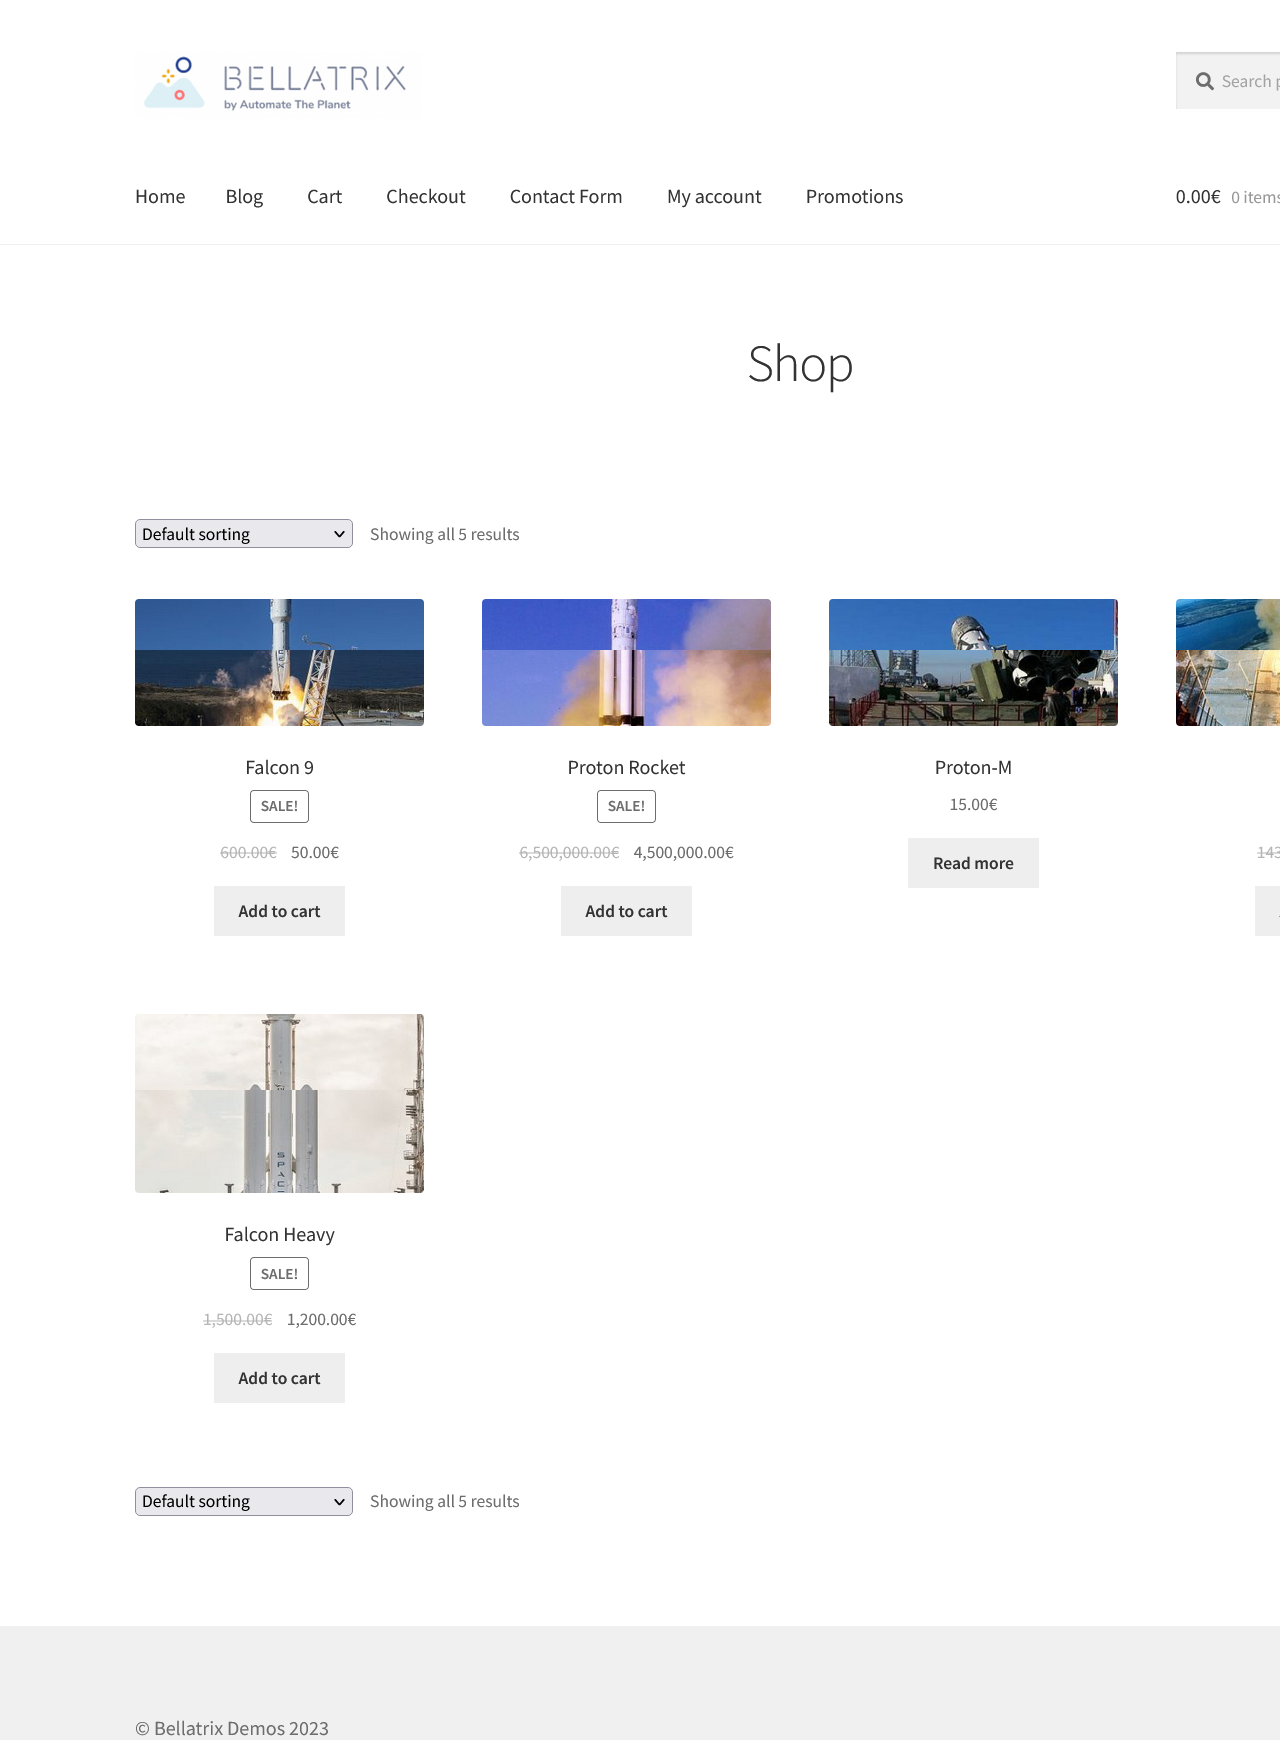 BELLATRIX
by Automate The Planet
Search
Home Blog Cart Checkout Contact Form My account Promotions 0.00€ 0 items
Shop
Default sorting Showing all 5 results
Falcon 9 Proton Rocket Proton-M
SALE! SALE! 15.00€
600.00€ 50.00€ 6,500,000.00€ 4,500,000.00€ Read more
Add to cart Add to cart
Falcon Heavy
SALE!
1,500.00€ 1,200.00€
Add to cart
Default sorting Showing all 5 results
© Bellatrix Demos 2023